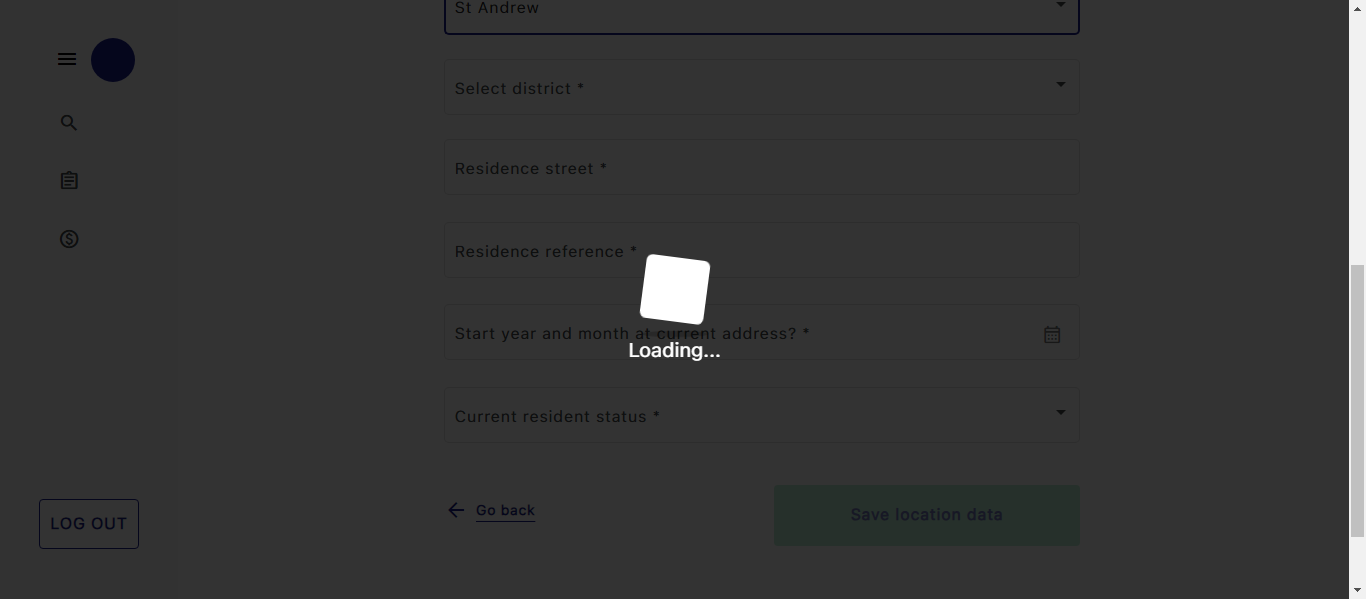 St Andrew
Select district *
Residence street *
Residence reference *
Start year and month at current address? *
Loading...
Current resident status *
Go back
Save location data
LOG OUT